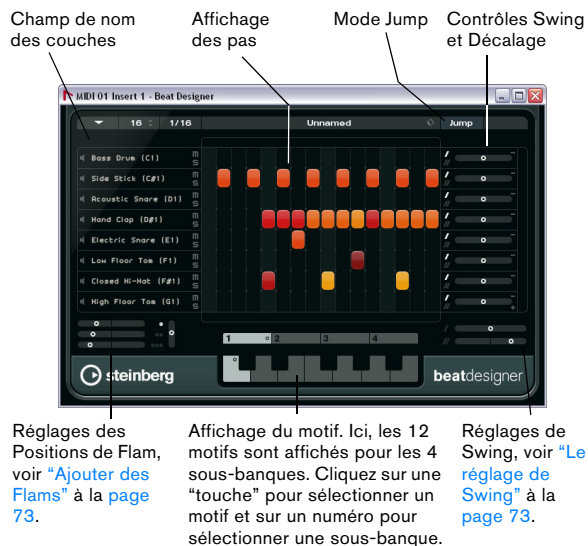 Champ de nom
des couches
Affichage
des pas
Mode Jump
Contrôles Swing
et Décalage
MIDI 01 Insert 1 - Beat Designer
16
1/16
Unnamed
Jump
Bass Drum (C1)
m
s
Side Stick (C#1)
m
s
Acoustic Snare (D1)
m
s
Hand Clap (D#1)
m
s
Electric Snare (E1)
m
s
Low Floor Tom (F1)
m
s
Closed Hi-Hat (F#1)
m
s
High Floor Tom (G1)
m
s
1
2
3
4
steinberg
beatdesigner
Réglages des
Positions de Flam,
voir “Ajouter des
Flams” à la page
73.
Affichage du motif. Ici, les 12
motifs sont affichés pour les 4
sous-banques. Cliquez sur une
“touche” pour sélectionner un
motif et sur un numéro pour
sélectionner une sous-banque.
Réglages de
Swing, voir “Le
réglage de
Swing” à la
page 73.